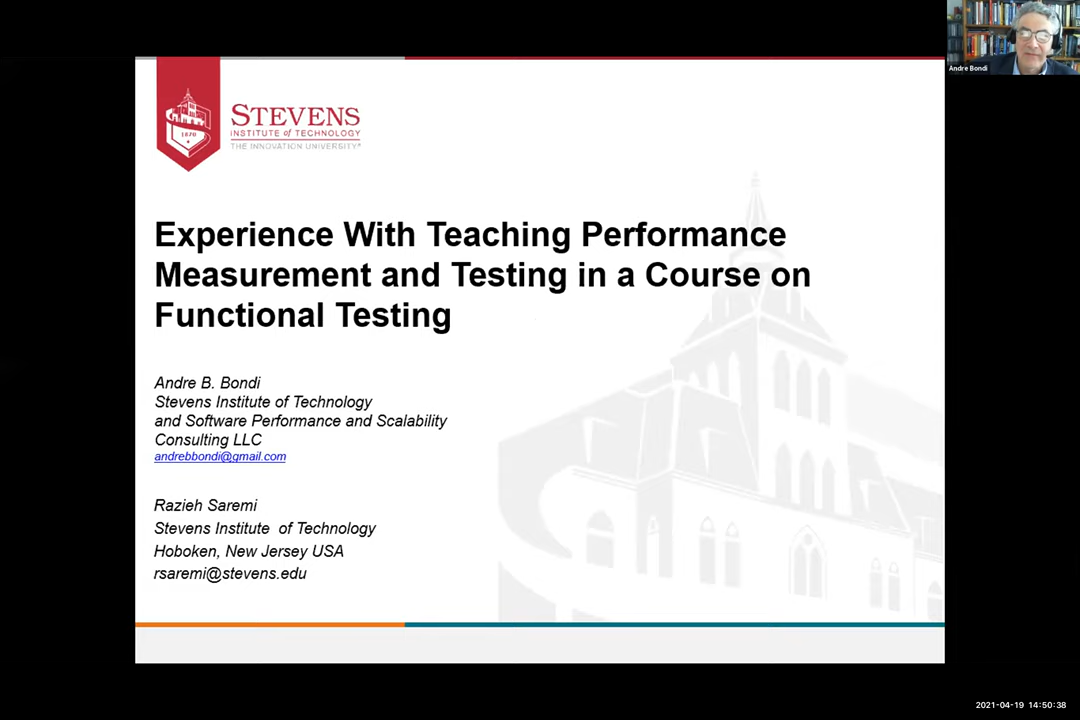 Andre Bondi
STEVENS
INSTITUTE of TECHNOLOGY
THE INNOVATION UNIVERSITY®
1870
Experience With Teaching Performance
Measurement and Testing in a Course on
Functional Testing
Andre B. Bondi
Stevens Institute of Technology
and Software Performance and Scalability
Consulting LLC
andrebbondi@gmail.com
Razieh Saremi
Stevens Institute of Technology
Hoboken, New Jersey USA
rsaremi@stevens.edu
2021-04-19 14:50:38